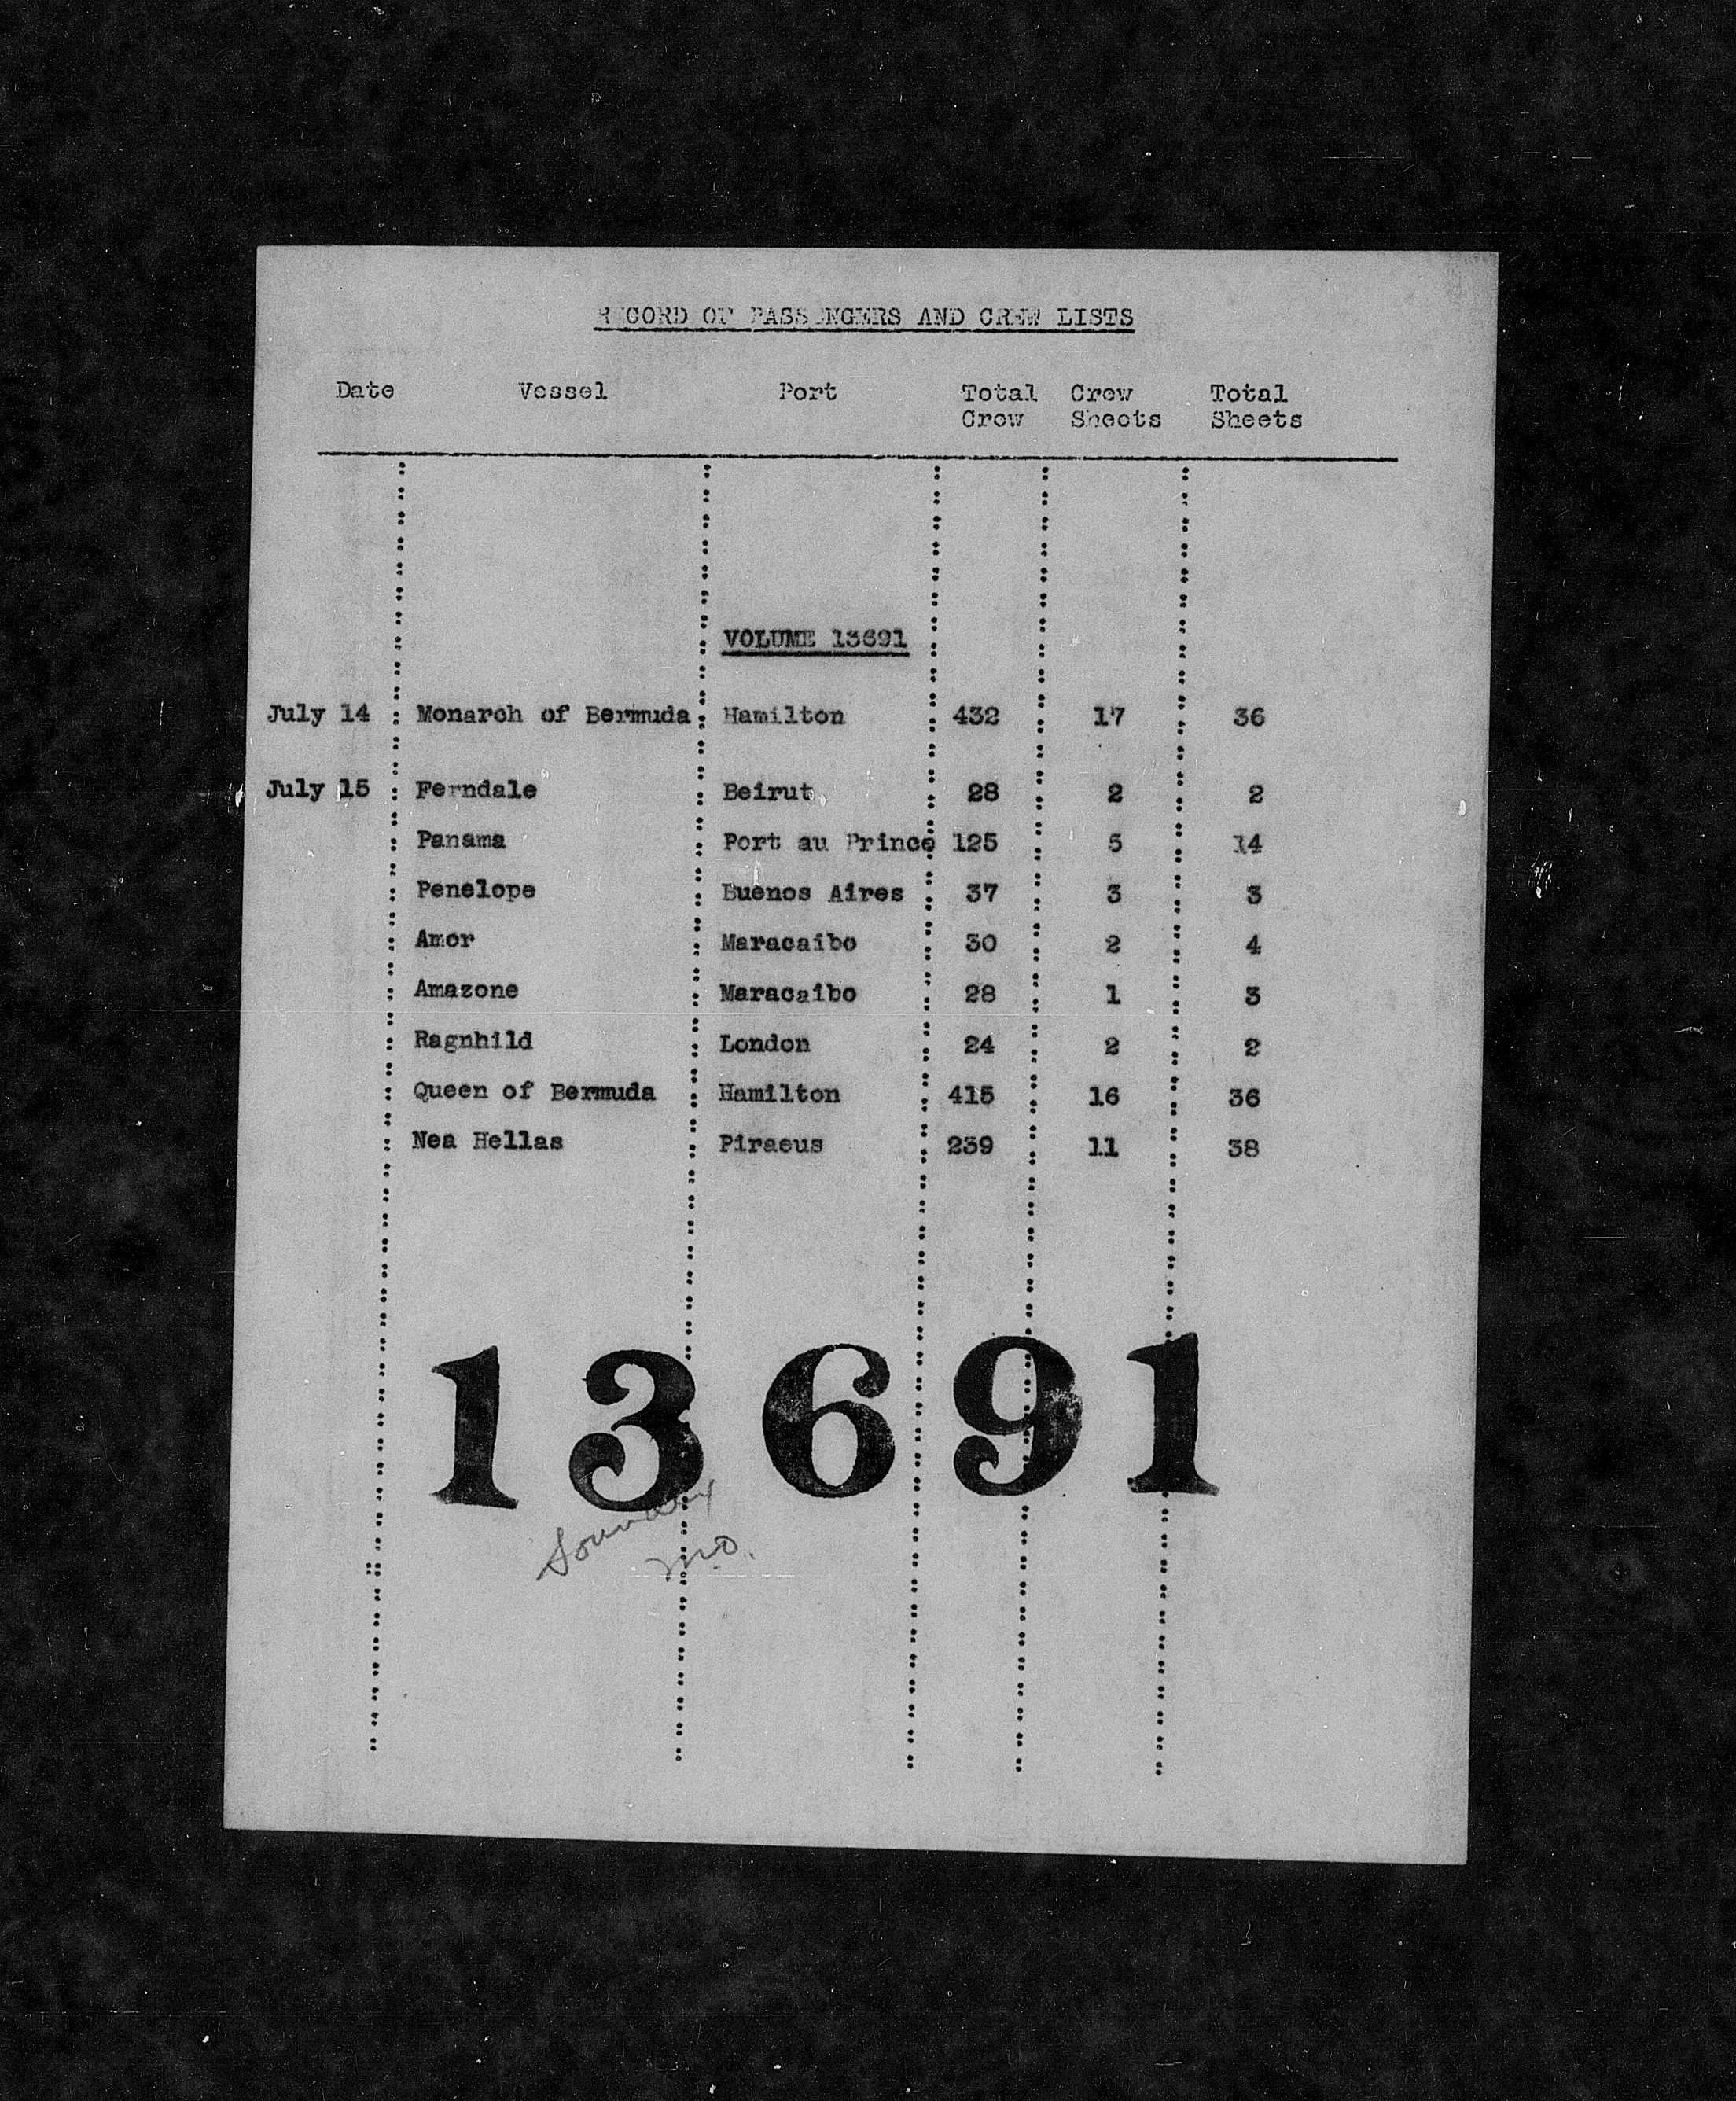 RECORD OF PASSENGERS AND CREW LISTS
Date Vessel Port Total Crew Total
Crew Sheets Sheets
VOLUME 13691
July 14 : Monarch of Bermuda : Hamilton : 432 : 17 : 36
July 15 : Ferndale : Beirut : 28 : 2 : 2
: Panama : Port au Prince : 125 : 5 : 14
: Penelope : Buenos Aires : 37 : 3 : 3
: Amor : Maracaibo : 30 : 2 : 4
: Amazone : Maracaibo : 28 : 1 : 3
: Ragnhild : London : 24 : 2 : 2
: Queen of Bermuda : Hamilton : 415 : 16 : 36
: Nea Hellas : Piraeus : 239 : 11 : 38
13691